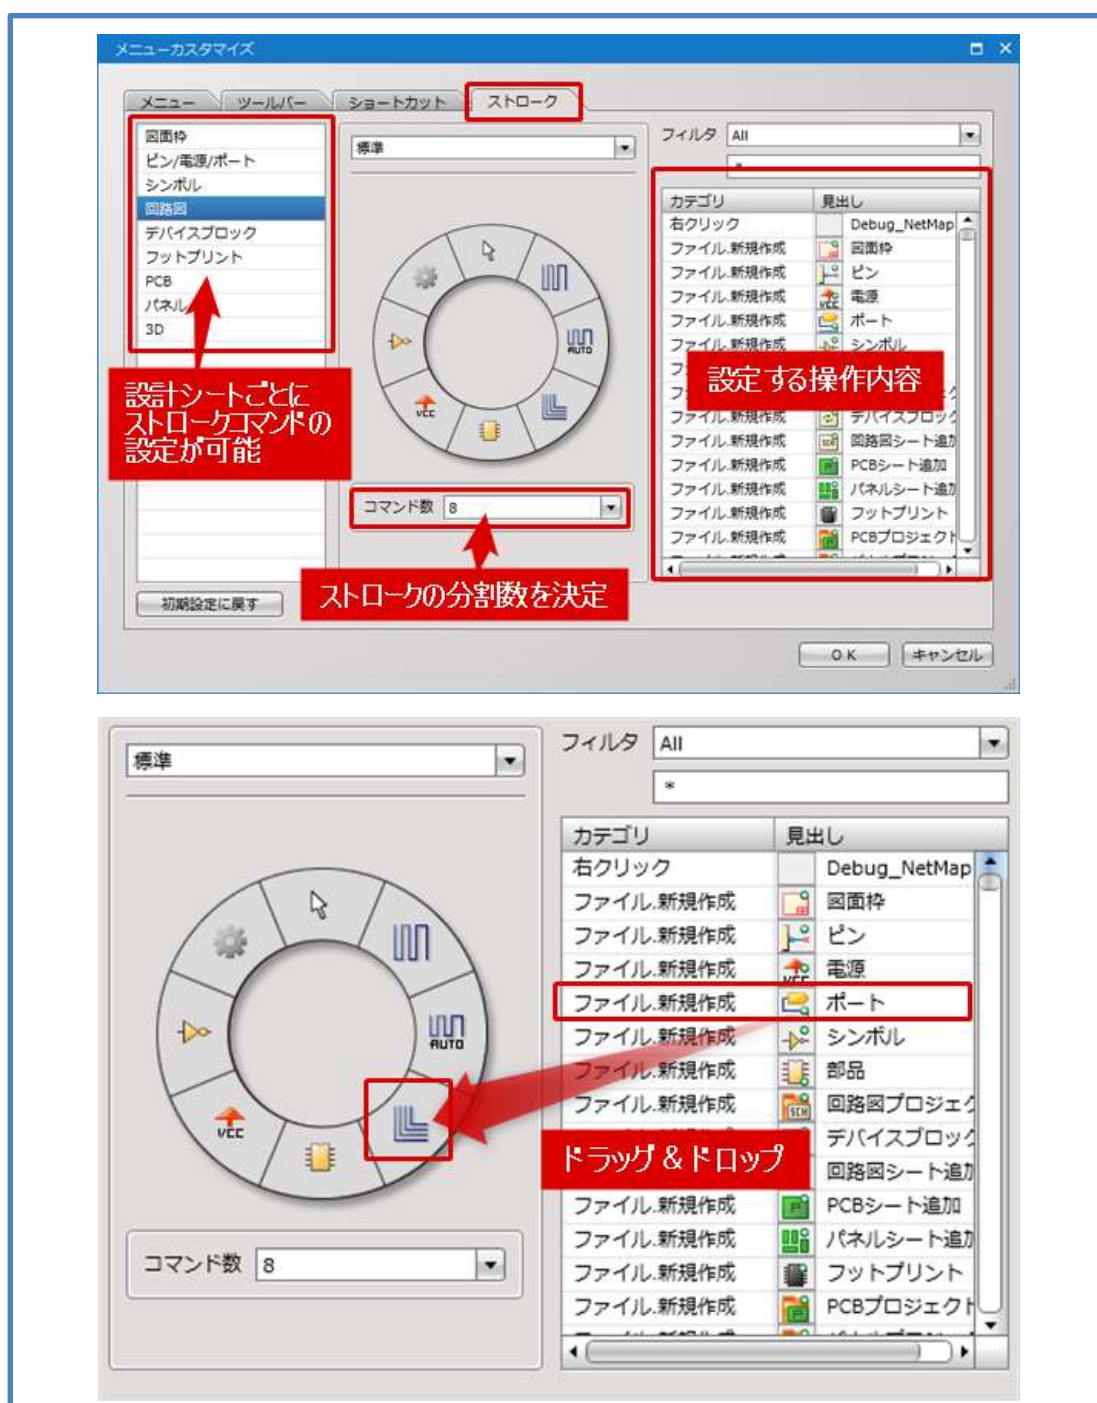 メニューカスタマイズ
メニュー ツールバー ショートカット ストローク
図面枠
ピン/電源/ポート
シンボル
回路図
デバイスブロック
フットプリント
PCB
パネル
3D
設計シートごとに
ストロークコマンドの
設定が可能
初期設定に戻す
標準
AUTO
VCC
コマンド数 8
ストロークの分割数を決定
フィルタ All
*
カテゴリ 見出し
右クリック Debug_NetMap
ファイル.新規作成 図面枠
ファイル.新規作成 ピン
ファイル.新規作成 電源
ファイル.新規作成 ポート
ファイル.新規作成 シンボル
設定する操作内容
ファイル.新規作成 デバイスブロック
ファイル.新規作成 回路図シート追加
ファイル.新規作成 PCBシート追加
ファイル.新規作成 パネルシート追加
ファイル.新規作成 フットプリント
ファイル.新規作成 PCBプロジェクト
OK キャンセル
標準
AUTO
VCC
コマンド数 8
フィルタ All
*
カテゴリ 見出し
右クリック Debug_NetMap
ファイル.新規作成 図面枠
ファイル.新規作成 ピン
ファイル.新規作成 電源
ファイル.新規作成 ポート
ファイル.新規作成 シンボル
ファイル.新規作成 部品
ファイル.新規作成 回路図プロジェク
デバイスブロック
ドラッグ&ドロップ
回路図シート追加
ファイル.新規作成 PCBシート追加
ファイル.新規作成 パネルシート追加
ファイル.新規作成 フットプリント
ファイル.新規作成 PCBプロジェクト